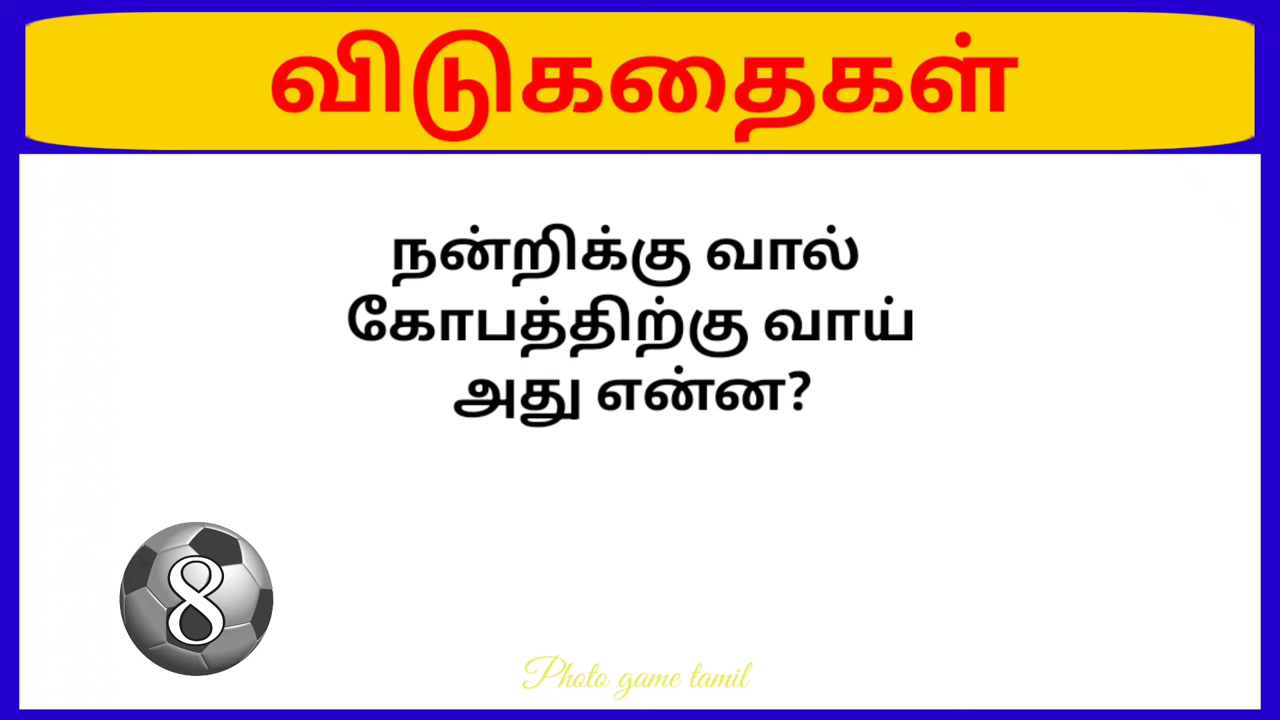 விடுகதைகள்
நன்றிக்கு வால்
கோபத்திற்கு வாய்
அது என்ன?
8
Photo game tamil